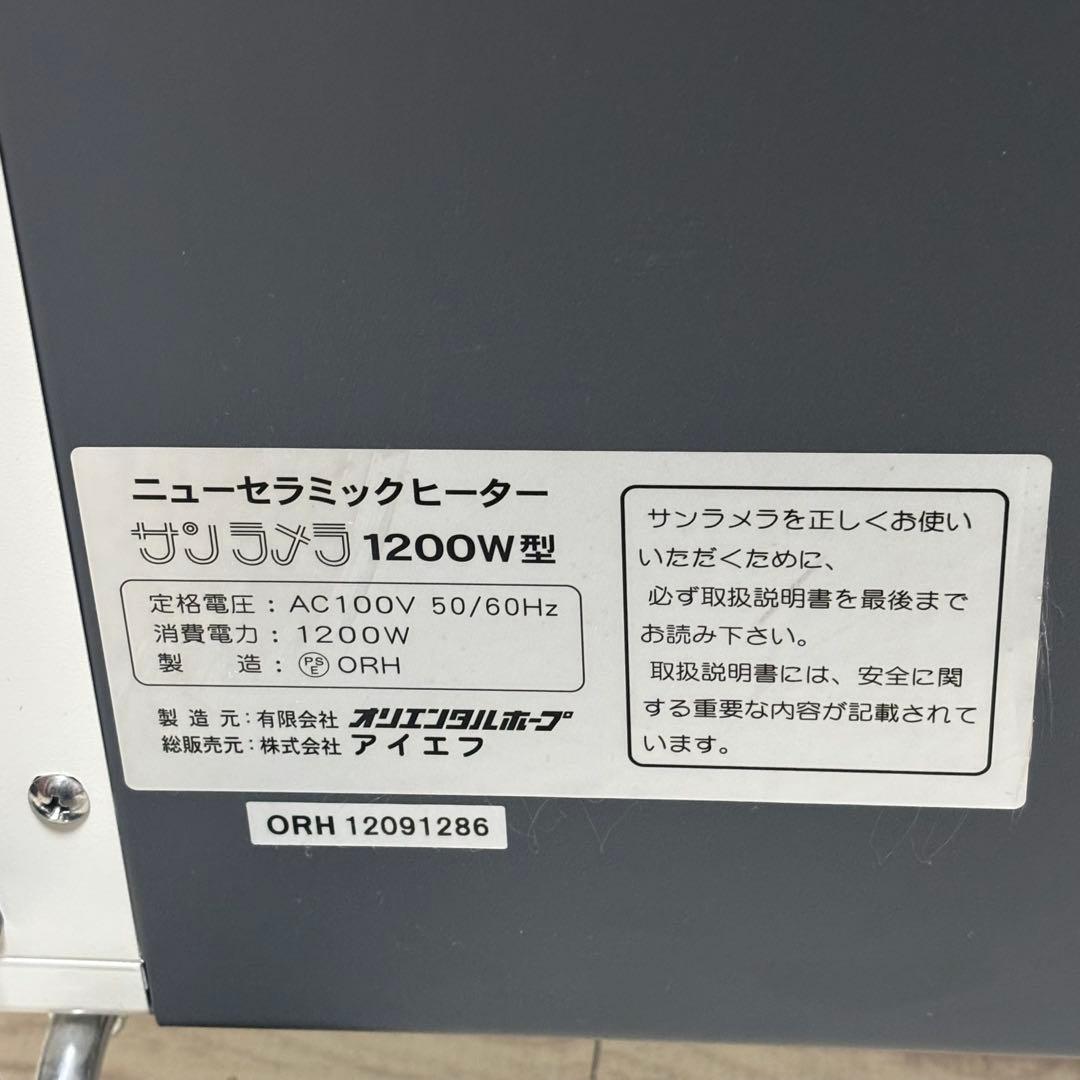 ニューセラミックヒーター
サンラメラ 1200W型
定格電圧 : AC100V 50/60Hz
消費電力 : 1200W
製 造 : PSE ORH
製造元 : 有限会社 オリエンタルホープ
総販売元 : 株式会社 アイエフ
サンラメラを正しくお使い
いただくために、
必ず取扱説明書を最後まで
お読み下さい。
取扱説明書には、安全に関
する重要な内容が記載されて
います。
ORH 12091286